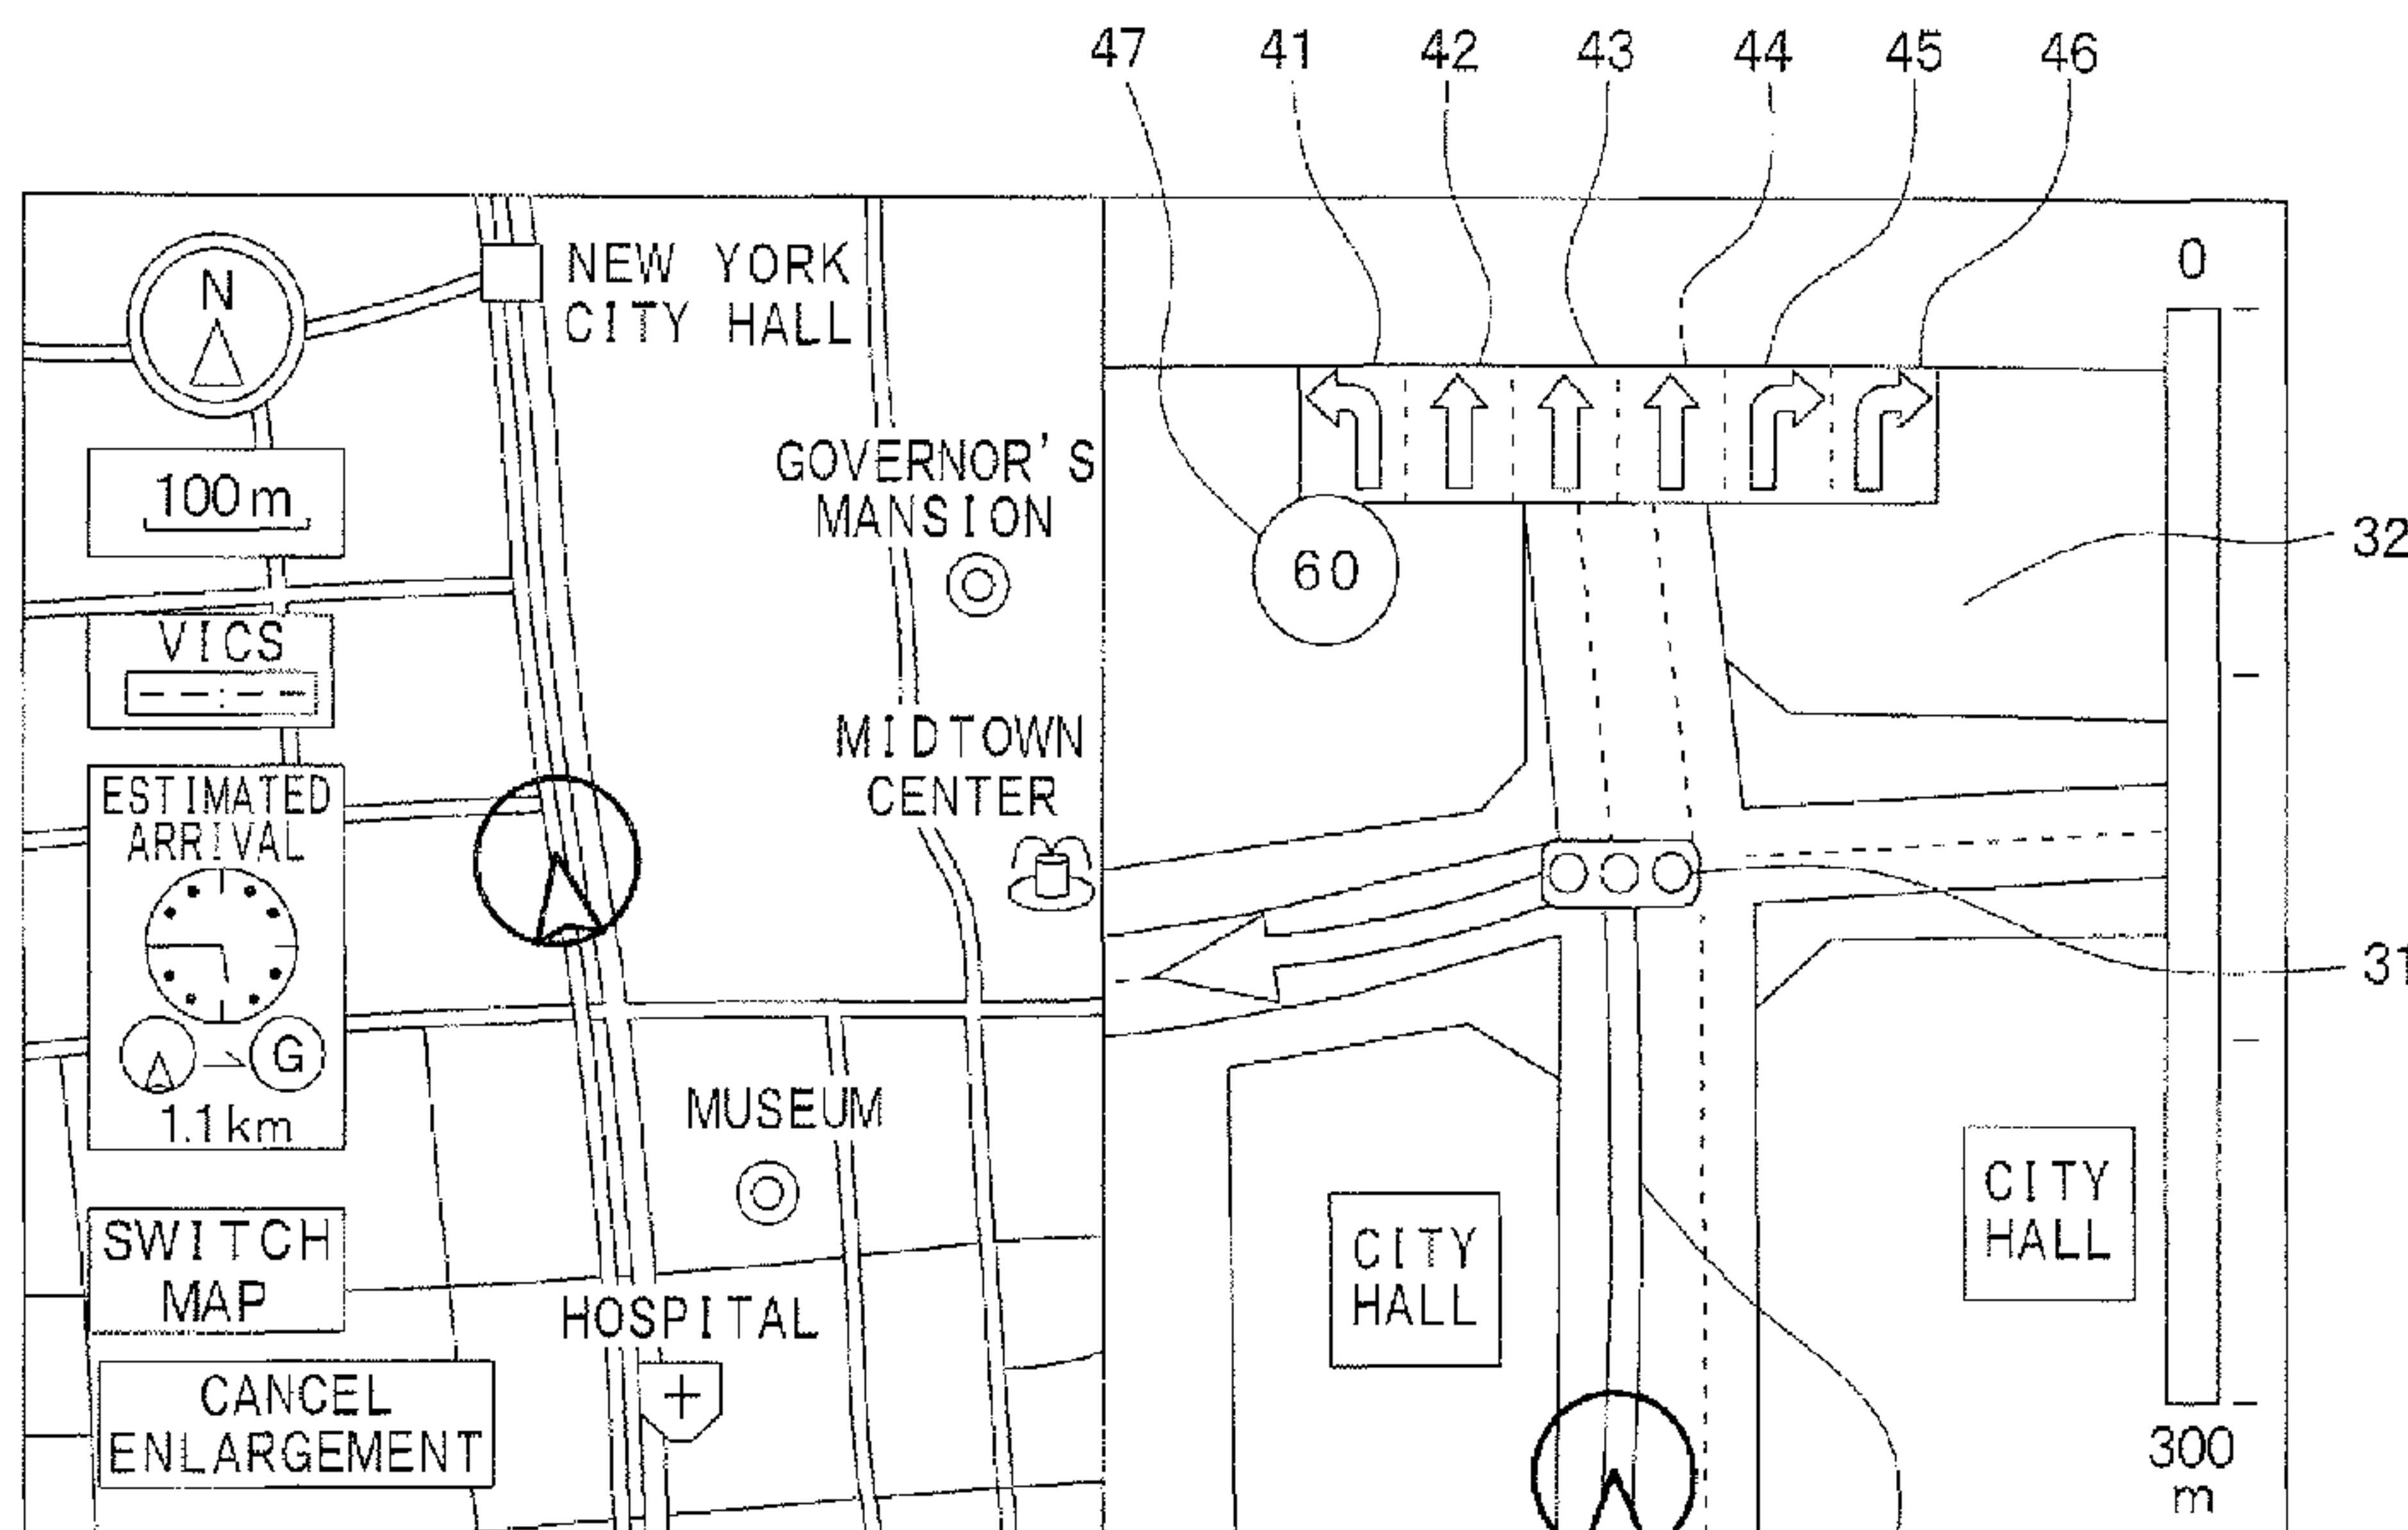 47 41 42 43 44 45 46
N
NEW YORK
CITY HALL
100m
GOVERNOR'S
MANSION
VICS
MIDTOWN
CENTER
ESTIMATED
ARRIVAL
G
1.1km
MUSEUM
SWITCH
MAP
HOSPITAL
CANCEL
ENLARGEMENT
0
60
32
31
CITY
HALL
CITY
HALL
300
m